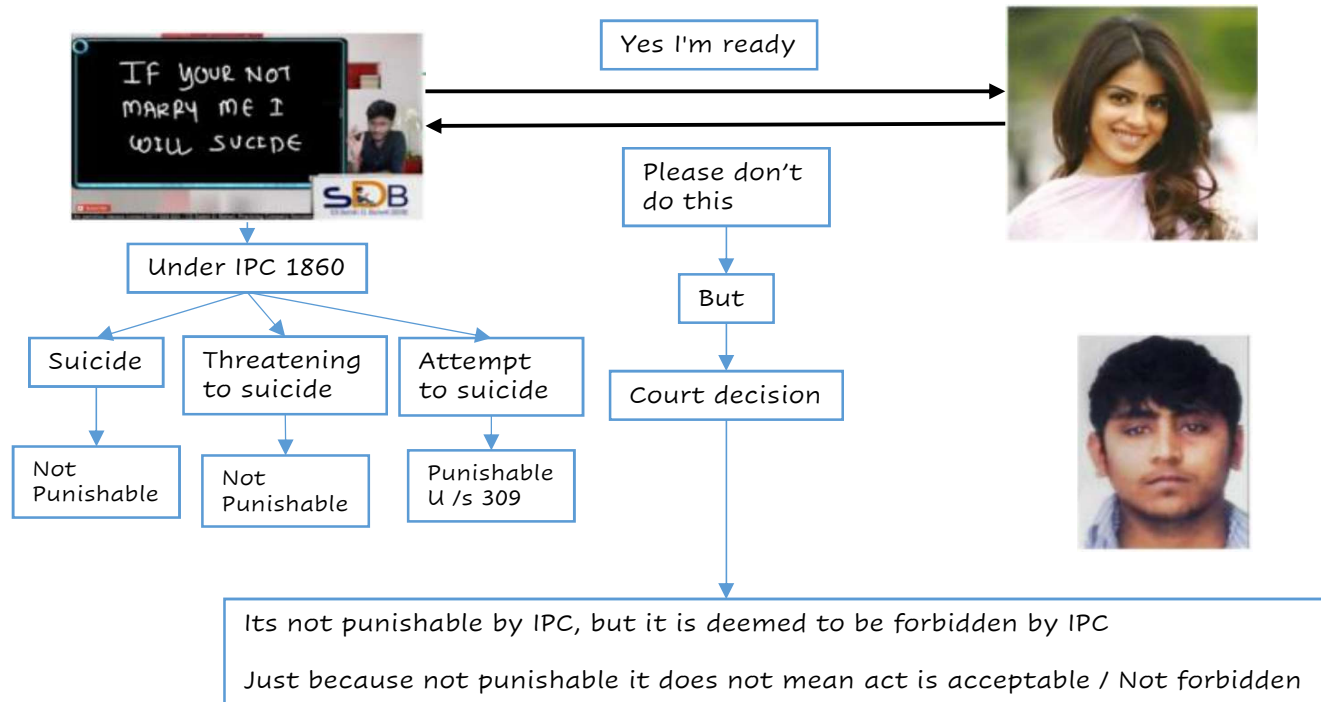 Yes I'm ready
IF YOUR NOT
MARRY ME I
WILL SUCIDE
SDB
Please don't
do this
Under IPC 1860
But
Suicide
Threatening
to suicide
Attempt
to suicide
Court decision
Not
Punishable
Not
Punishable
Punishable
U /s 309
Its not punishable by IPC, but it is deemed to be forbidden by IPC
Just because not punishable it does not mean act is acceptable / Not forbidden